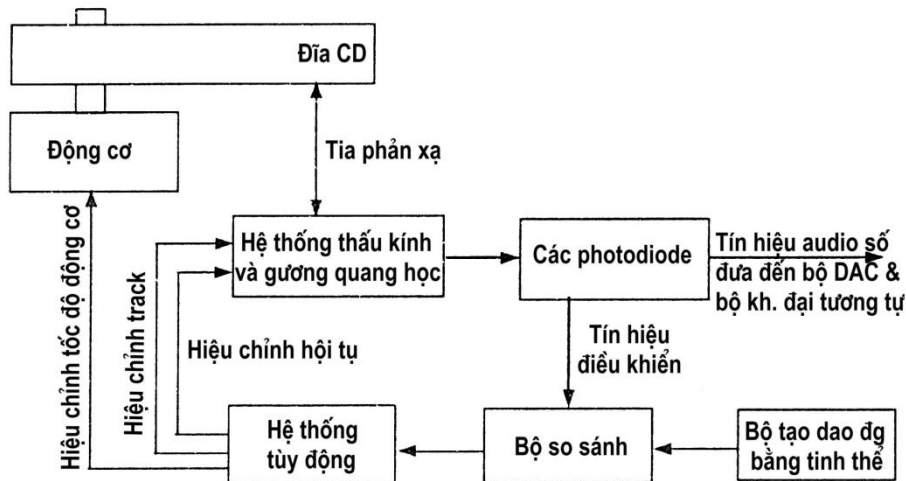 Đĩa CD
Động cơ
Tia phản xạ
Hiệu chỉnh tốc độ động cơ
Hiệu chỉnh track
Hệ thống thấu kính
và gương quang học
Các photodiode
Tín hiệu audio số
đưa đến bộ DAC &
bộ kh. đại tương tự
Hiệu chỉnh hội tụ
Tín hiệu
điều khiển
Hệ thống
tùy động
Bộ so sánh
Bộ tạo dao đg
bằng tinh thể